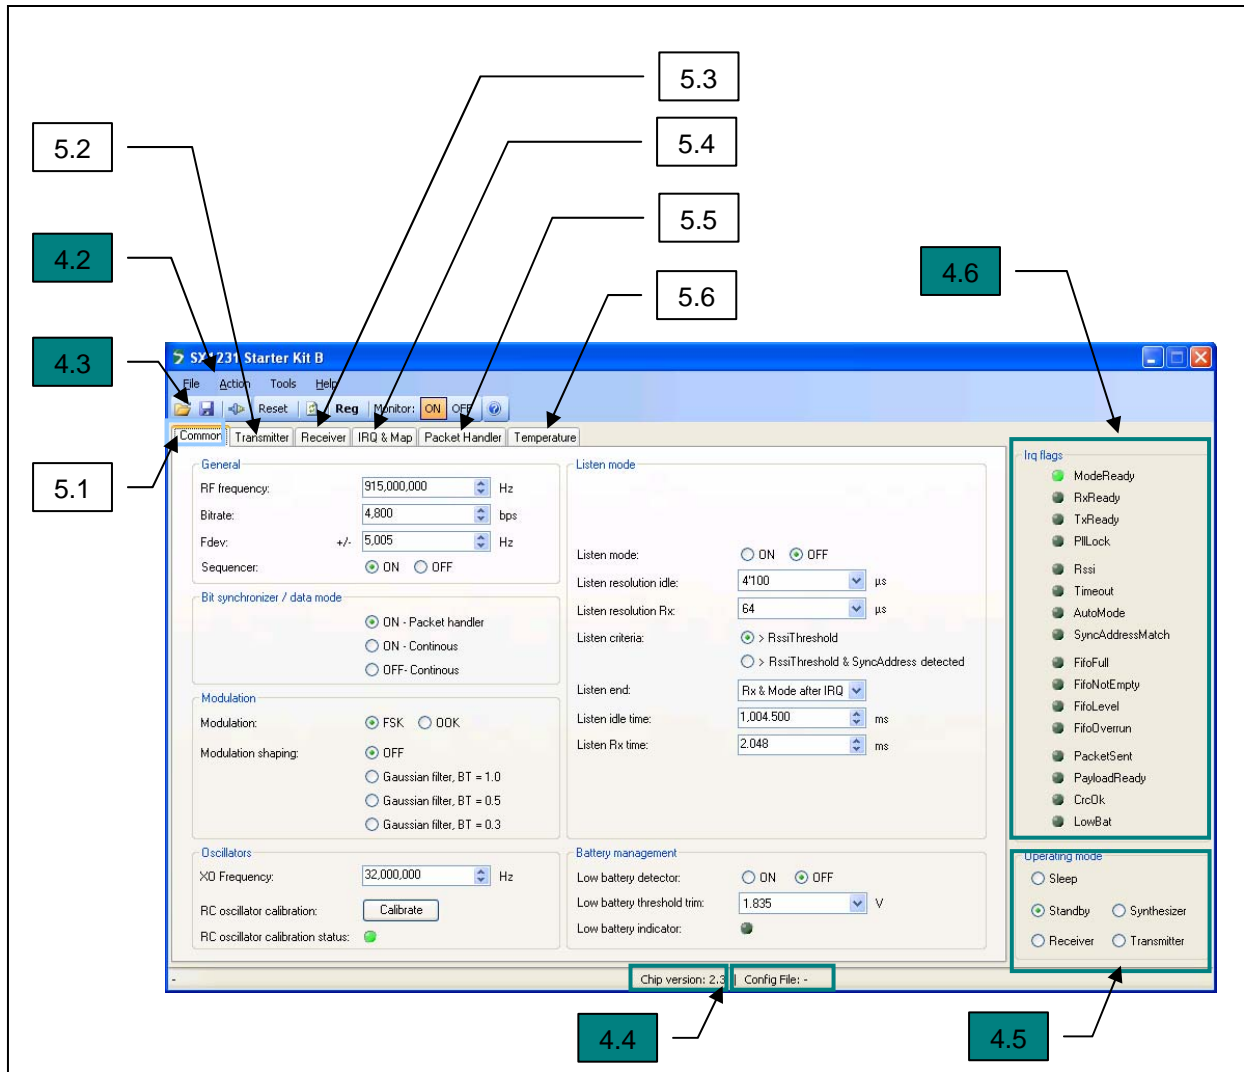 5.3
5.2
5.4
5.5
4.2
4.6
5.6
4.3
SX1231 Starter Kit B
File Action Tools Help
Reset Reg Monitor: ON OFF
Common Transmitter Receiver IRQ & Map Packet Handler Temperature
5.1
General
RF frequency: 915,000,000 Hz
Bitrate: 4,800 bps
Fdev: +/- 5,005 Hz
Sequencer: ON OFF
Bit synchronizer / data mode
ON - Packet handler
ON - Continous
OFF- Continous
Modulation
Modulation: FSK OOK
Modulation shaping: OFF
Gaussian filter, BT = 1.0
Gaussian filter, BT = 0.5
Gaussian filter, BT = 0.3
Oscillators
XO Frequency: 32,000,000 Hz
RC oscillator calibration: Calibrate
RC oscillator calibration status:
Listen mode
Listen mode: ON OFF
Listen resolution idle: 4'100 µs
Listen resolution Rx: 64 µs
Listen criteria: > RssiThreshold
> RssiThreshold & SyncAddress detected
Listen end: Rx & Mode after IRQ
Listen idle time: 1,004.500 ms
Listen Rx time: 2.048 ms
Battery management
Low battery detector: ON OFF
Low battery threshold trim: 1.835 V
Low battery indicator:
Irq flags
ModeReady
RxReady
TxReady
PllLock
Rssi
Timeout
AutoMode
SyncAddressMatch
FifoFull
FifoNotEmpty
FifoLevel
FifoOverrun
PacketSent
PayloadReady
CrcOk
LowBat
Operating mode
Sleep
Standby Synthesizer
Receiver Transmitter
- Chip version: 2.3 | Config File: -
4.4
4.5